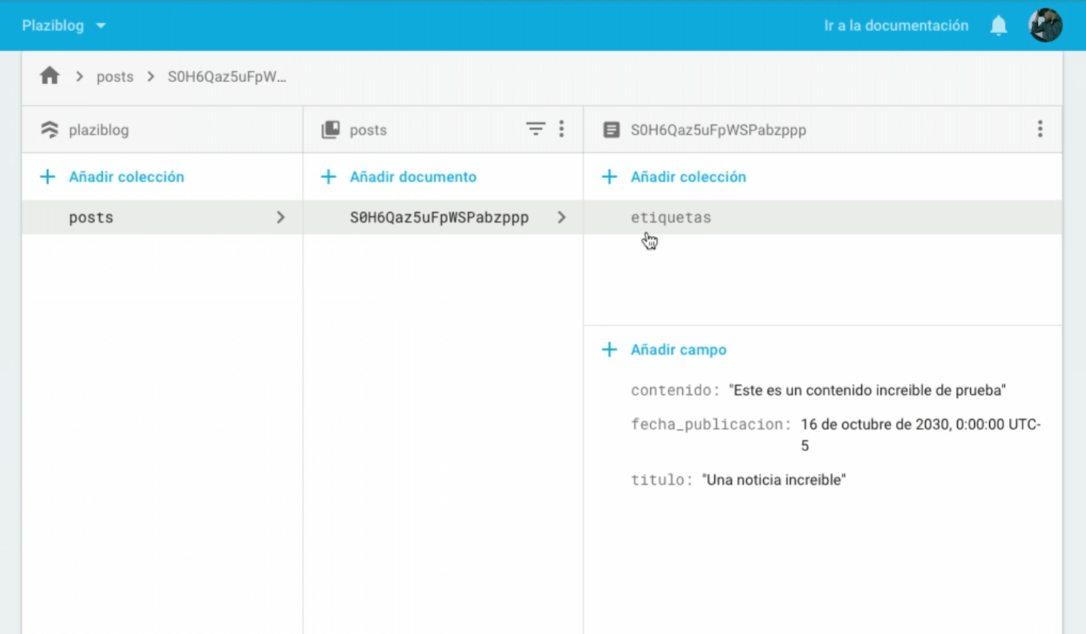 Plaziblog
Ir a la documentación
posts
S0H6Qaz5uFpW...
plaziblog
posts
S0H6Qaz5uFpWSPabzppp
Añadir colección
Añadir documento
Añadir colección
posts
S0H6Qaz5uFpWSPabzppp
etiquetas
Añadir campo
contenido: "Este es un contenido increible de prueba"
fecha_publicacion: 16 de octubre de 2030, 0:00:00 UTC-
5
titulo: "Una noticia increible"